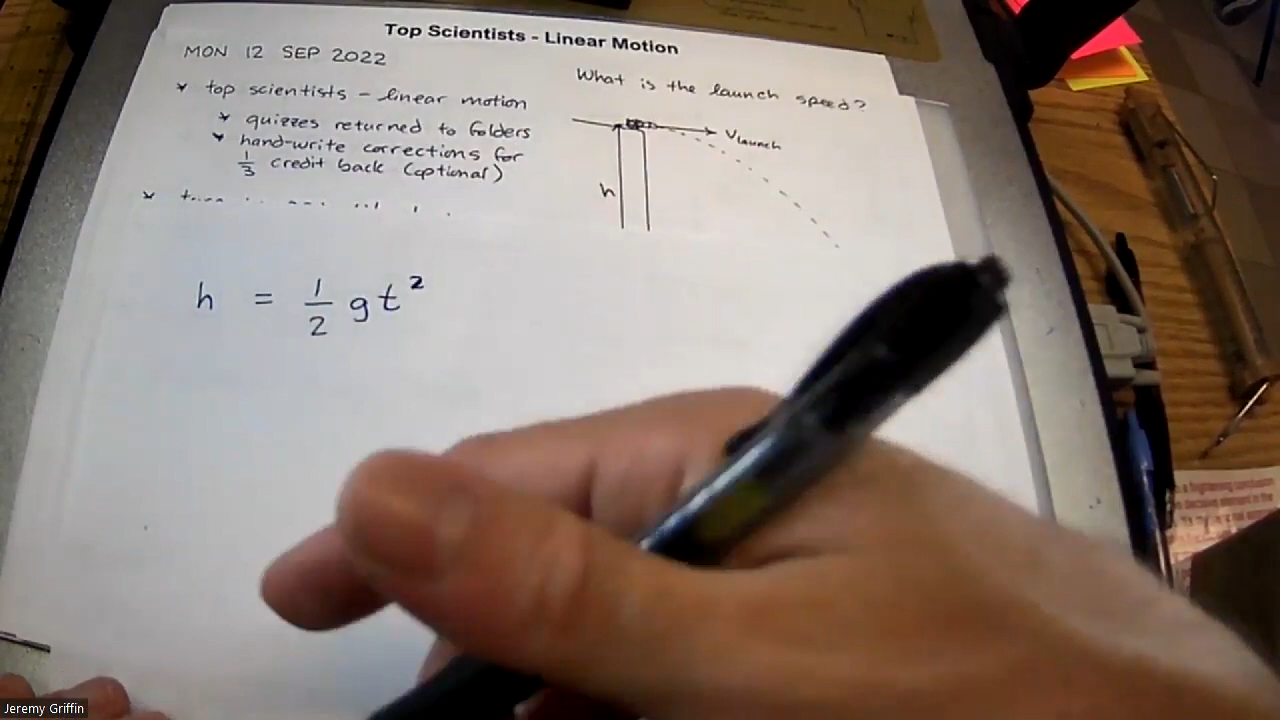 Top Scientists - Linear Motion
MON 12 SEP 2022
* top scientists - linear motion
* quizzes returned to folders
* hand-write corrections for
1/3 credit back (optional)
*
What is the launch speed?
Vlaunch
h
h = 1/2 gt²
Jeremy Griffin